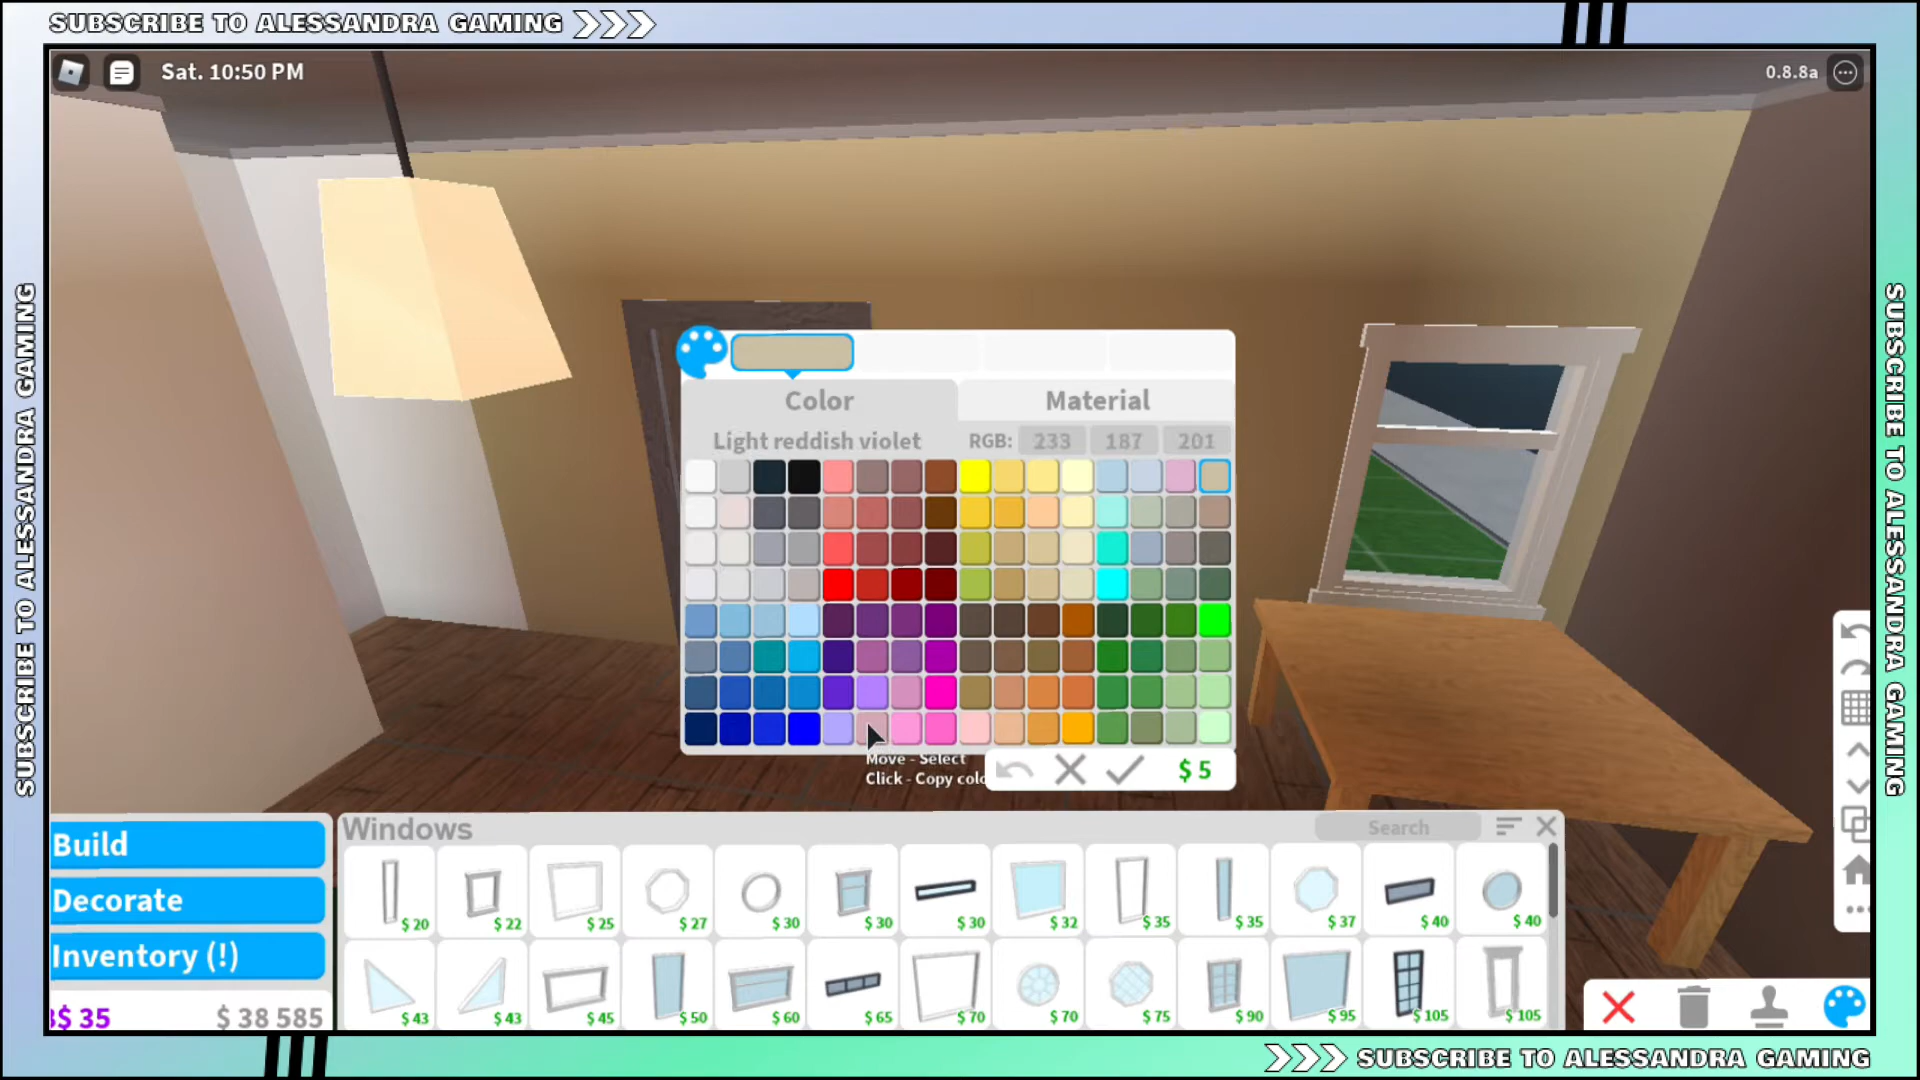 SUBSCRIBE TO ALESSANDRA GAMING
Sat. 10:50 PM
0.8.8a
SUBSCRIBE TO ALESSANDRA GAMING
SUBSCRIBE TO ALESSANDRA GAMING
Color
Material
Light reddish violet
RGB: 233 187 201
Move - Select
Click - Copy colo
$ 5
Build
Decorate
Inventory (!)
$ 35
$ 38 585
Windows
Search
$ 20 $ 22 $ 25 $ 27 $ 30 $ 30 $ 30 $ 32 $ 35 $ 35 $ 37 $ 40 $ 40
$ 43 $ 43 $ 45 $ 50 $ 60 $ 65 $ 70 $ 70 $ 75 $ 90 $ 95 $ 105 $ 105
SUBSCRIBE TO ALESSANDRA GAMING